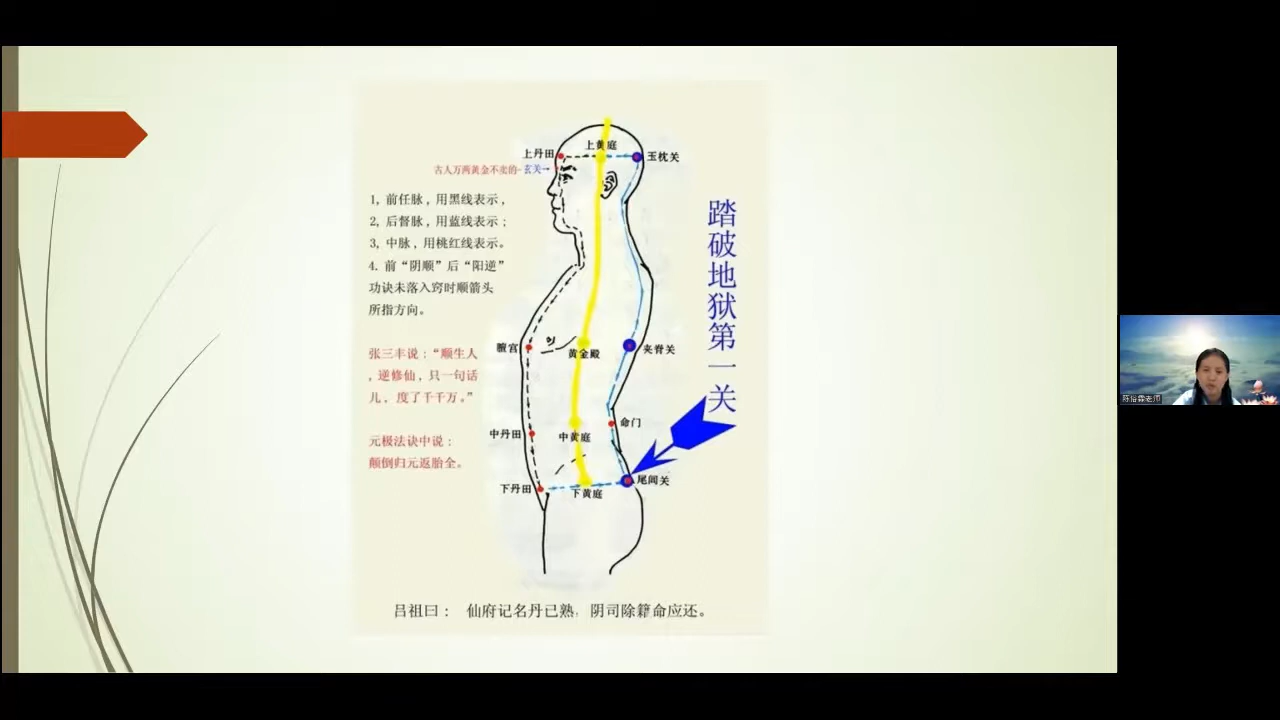 上黄庭
上丹田
玉枕关
古人万两黄金不卖的-玄关→
1, 前任脉，用黑线表示，
2, 后督脉，用蓝线表示；
3, 中脉，用桃红线表示。
4. 前“阴顺”后“阳逆”
功诀未落入窍时顺箭头
所指方向。
踏破地狱第一关
膻宫
黄金殿
夹脊关
张三丰说：“顺生人
，逆修仙，只一句话
儿，度了千千万。”
命门
中丹田
中黄庭
元极法诀中说：
颠倒归元返胎全。
下丹田
下黄庭
尾闾关
吕祖曰： 仙府记名丹已熟，阴司除籍命应还。
陈俗霖老师